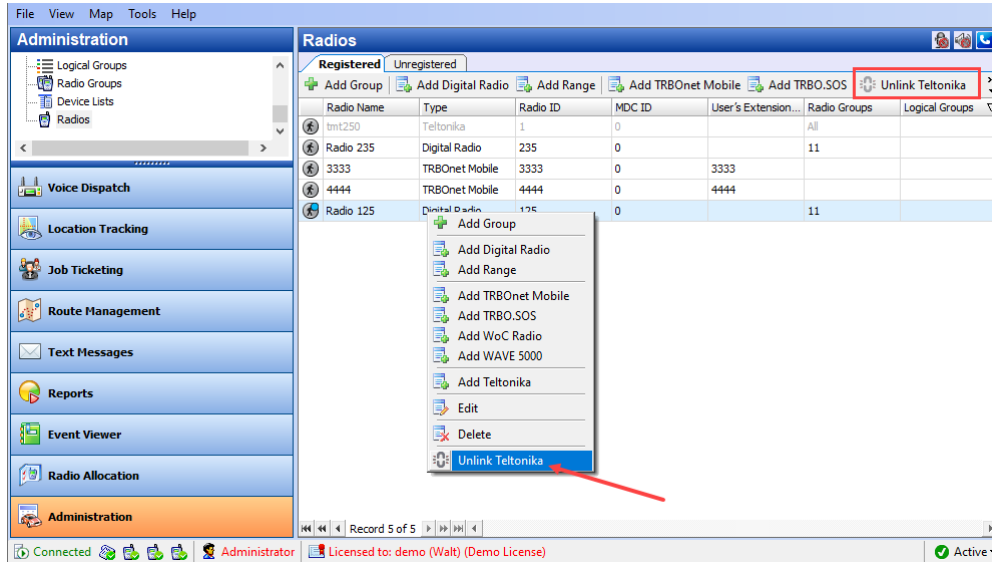 File View Map Tools Help
Administration
Logical Groups
Radio Groups
Device Lists
Radios
Voice Dispatch
Location Tracking
Job Ticketing
Route Management
Text Messages
Reports
Event Viewer
Radio Allocation
Administration
Radios
Registered Unregistered
Add Group Add Digital Radio Add Range Add TRBOnet Mobile Add TRBO.SOS Unlink Teltonika
Radio Name Type Radio ID MDC ID User's Extension... Radio Groups Logical Groups
tmt250 Teltonika 1 0 All
Radio 235 Digital Radio 235 0 11
3333 TRBOnet Mobile 3333 0 3333
4444 TRBOnet Mobile 4444 0 4444
Radio 125 Digital Radio 125 0 11
Add Group
Add Digital Radio
Add Range
Add TRBOnet Mobile
Add TRBO.SOS
Add WoC Radio
Add WAVE 5000
Add Teltonika
Edit
Delete
Unlink Teltonika
Record 5 of 5
Connected Administrator Licensed to: demo (Walt) (Demo License) Active